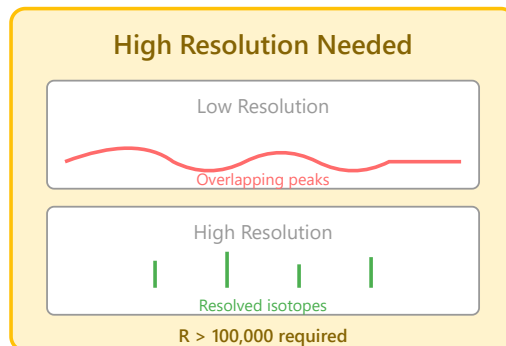 High Resolution Needed
Low Resolution
Overlapping peaks
High Resolution
Resolved isotopes
R > 100,000 required